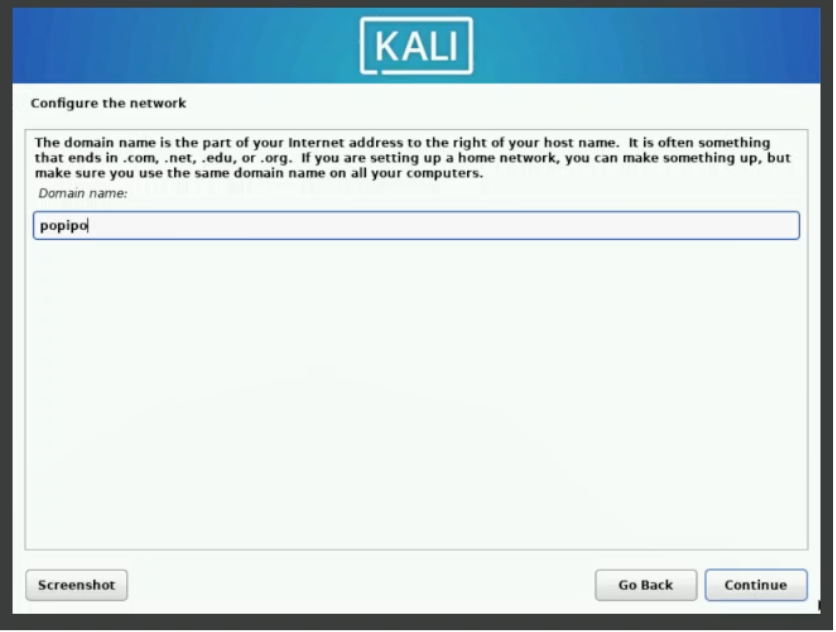 KALI
Configure the network
The domain name is the part of your Internet address to the right of your host name.  It is often something
that ends in .com, .net, .edu, or .org.  If you are setting up a home network, you can make something up, but
make sure you use the same domain name on all your computers.
Domain name:
popipo
Screenshot
Go Back
Continue